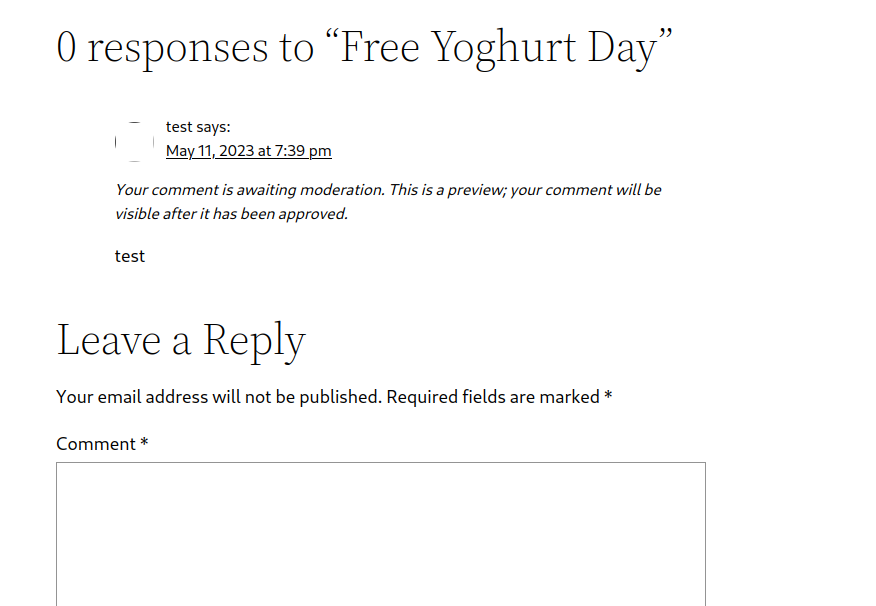 0 responses to “Free Yoghurt Day”
test says:
May 11, 2023 at 7:39 pm
Your comment is awaiting moderation. This is a preview; your comment will be
visible after it has been approved.
test
Leave a Reply
Your email address will not be published. Required fields are marked *
Comment *